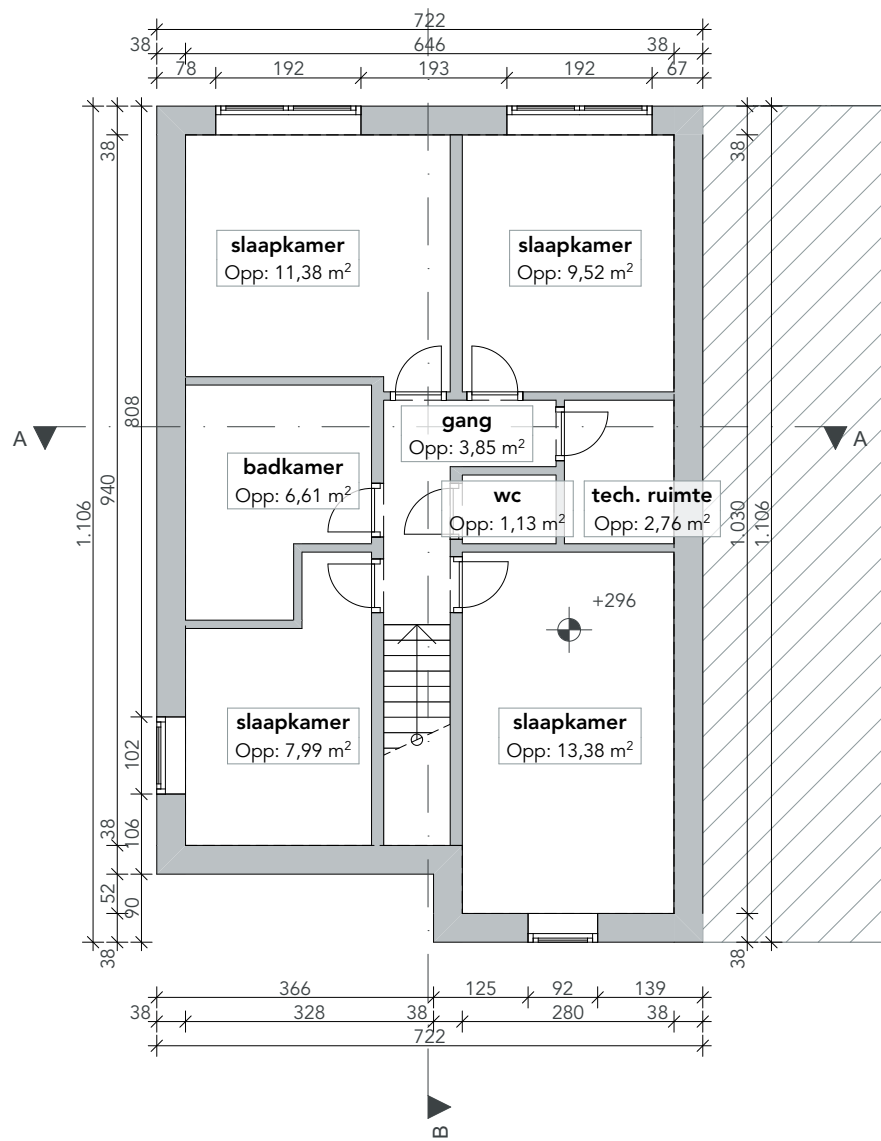 722
38 646 38
78 192 193 192 67
38
38
slaapkamer
Opp: 11,38 m²
slaapkamer
Opp: 9,52 m²
808
gang
Opp: 3,85 m²
A
A
badkamer
Opp: 6,61 m²
wc
Opp: 1,13 m²
tech. ruimte
Opp: 2,76 m²
940
1.106
1.030
1.106
+296
slaapkamer
Opp: 7,99 m²
slaapkamer
Opp: 13,38 m²
102
38
106
52
90
38
38
366 125 92 139
38 328 38 280 38
722
B